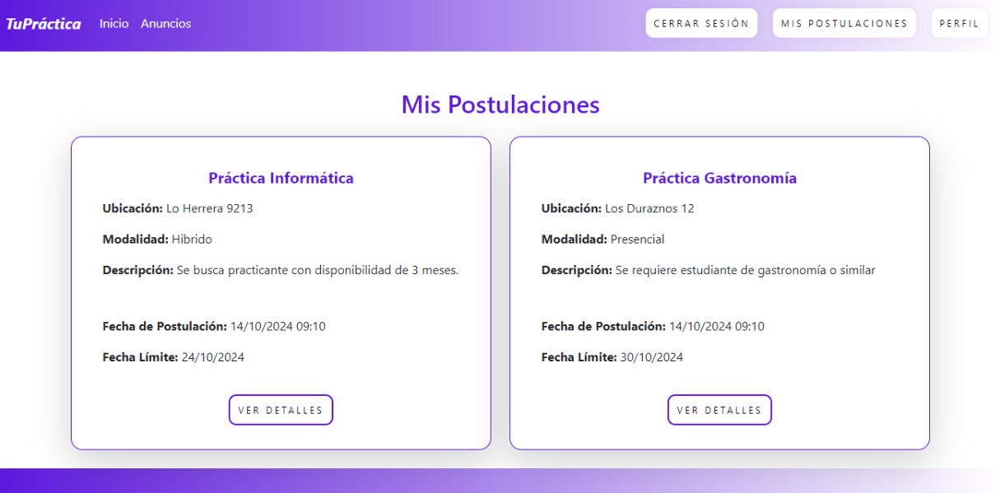 TuPráctica Inicio Anuncios CERRAR SESIÓN MIS POSTULACIONES PERFIL
Mis Postulaciones
Práctica Informática
Ubicación: Lo Herrera 9213
Modalidad: Hibrido
Descripción: Se busca practicante con disponibilidad de 3 meses.
Fecha de Postulación: 14/10/2024 09:10
Fecha Límite: 24/10/2024
VER DETALLES
Práctica Gastronomía
Ubicación: Los Duraznos 12
Modalidad: Presencial
Descripción: Se requiere estudiante de gastronomía o similar
Fecha de Postulación: 14/10/2024 09:10
Fecha Límite: 30/10/2024
VER DETALLES